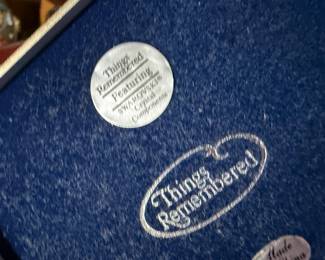 Things
Remembered
Featuring
SWAROVSKI®
Crystal
Components
Things
Remembered
Made